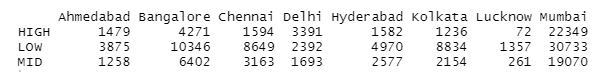 Ahmedabad Bangalore Chennai Delhi Hyderabad Kolkata Lucknow Mumbai
HIGH 1479 4271 1594 3391 1582 1236 72 22349
LOW 3875 10346 8649 2392 4970 8834 1357 30733
MID 1258 6402 3163 1693 2577 2154 261 19070